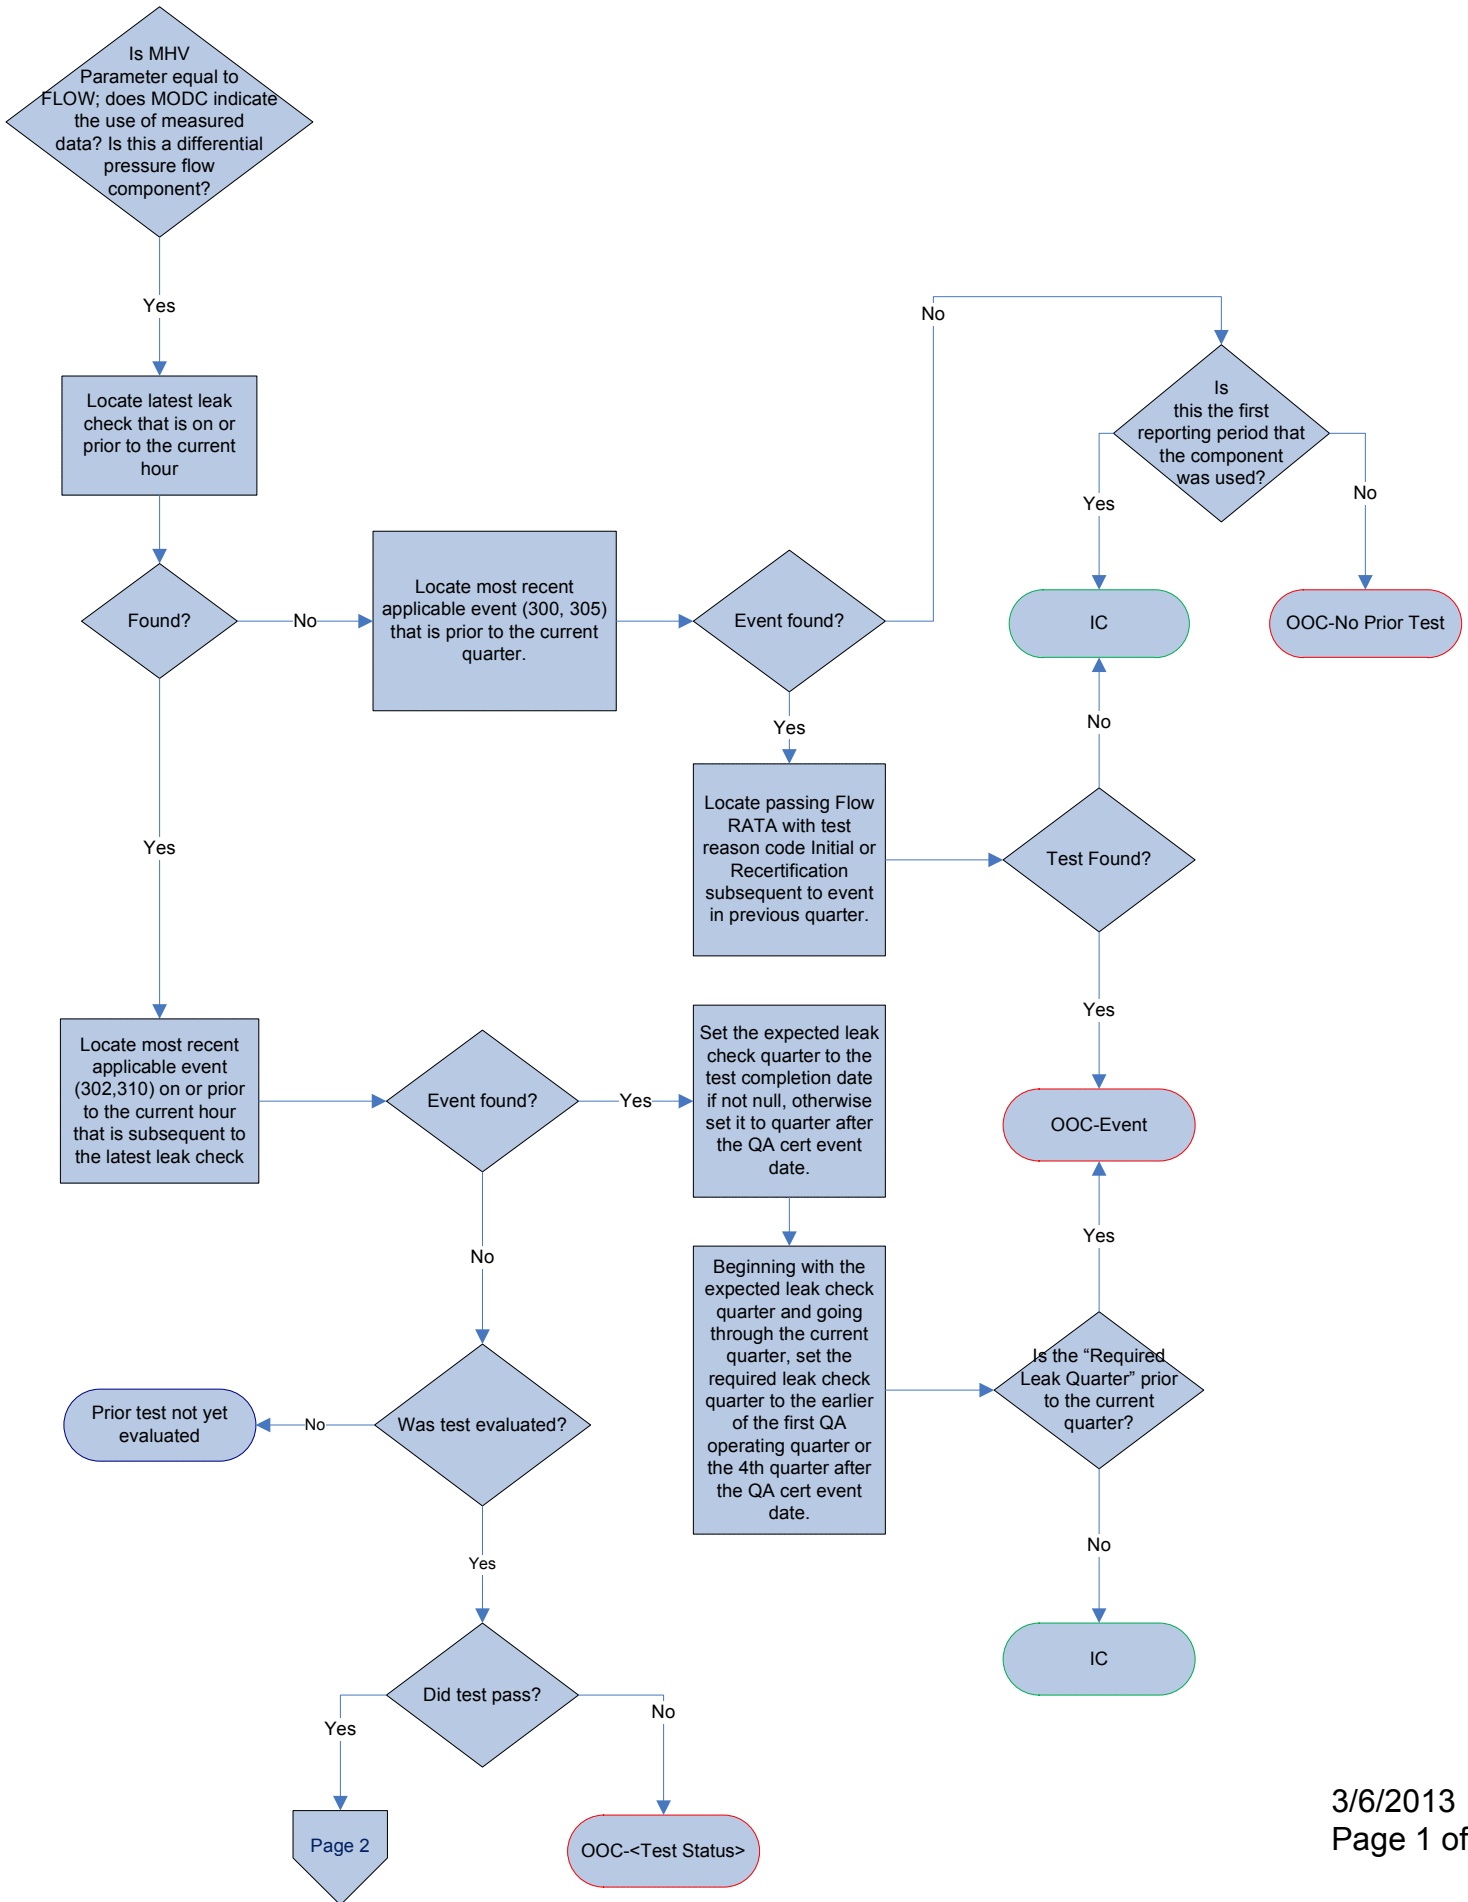 Is MHV
Parameter equal to
FLOW; does MODC indicate
the use of measured
data? Is this a differential
pressure flow
component?
Yes
Locate latest leak
check that is on or
prior to the current
hour
Found?
No
Locate most recent
applicable event (300, 305)
that is prior to the current
quarter.
Event found?
No
Is
this the first
reporting period that
the component
was used?
Yes
No
IC
OOC-No Prior Test
Yes
Locate passing Flow
RATA with test
reason code Initial or
Recertification
subsequent to event
in previous quarter.
Test Found?
No
Yes
OOC-Event
Yes
Locate most recent
applicable event
(302,310) on or prior
to the current hour
that is subsequent to
the latest leak check
Event found?
Yes
Set the expected leak
check quarter to the
test completion date
if not null, otherwise
set it to quarter after
the QA cert event
date.
Beginning with the
expected leak check
quarter and going
through the current
quarter, set the
required leak check
quarter to the earlier
of the first QA
operating quarter or
the 4th quarter after
the QA cert event
date.
Is the “Required
Leak Quarter” prior
to the current
quarter?
Yes
No
IC
No
Was test evaluated?
No
Prior test not yet
evaluated
Yes
Did test pass?
Yes
No
Page 2
OOC-<Test Status>
3/6/2013
Page 1 of